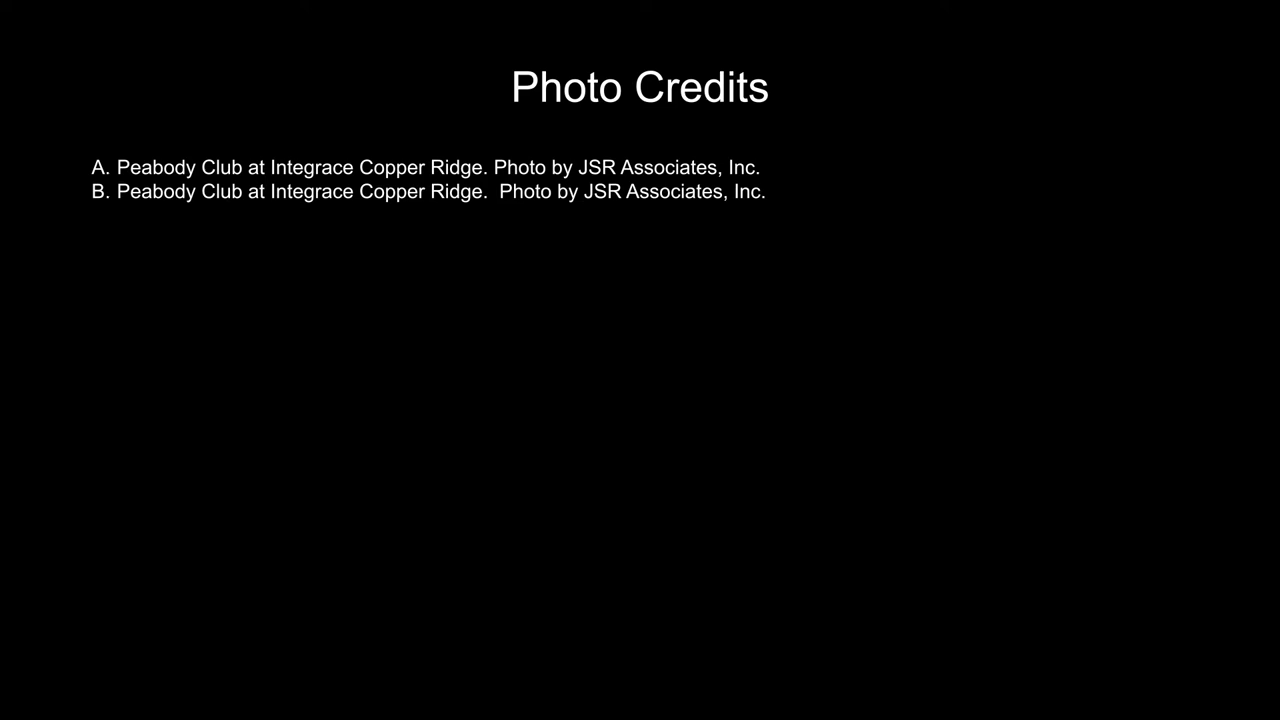 Photo Credits
A. Peabody Club at Integrace Copper Ridge. Photo by JSR Associates, Inc.
B. Peabody Club at Integrace Copper Ridge.  Photo by JSR Associates, Inc.